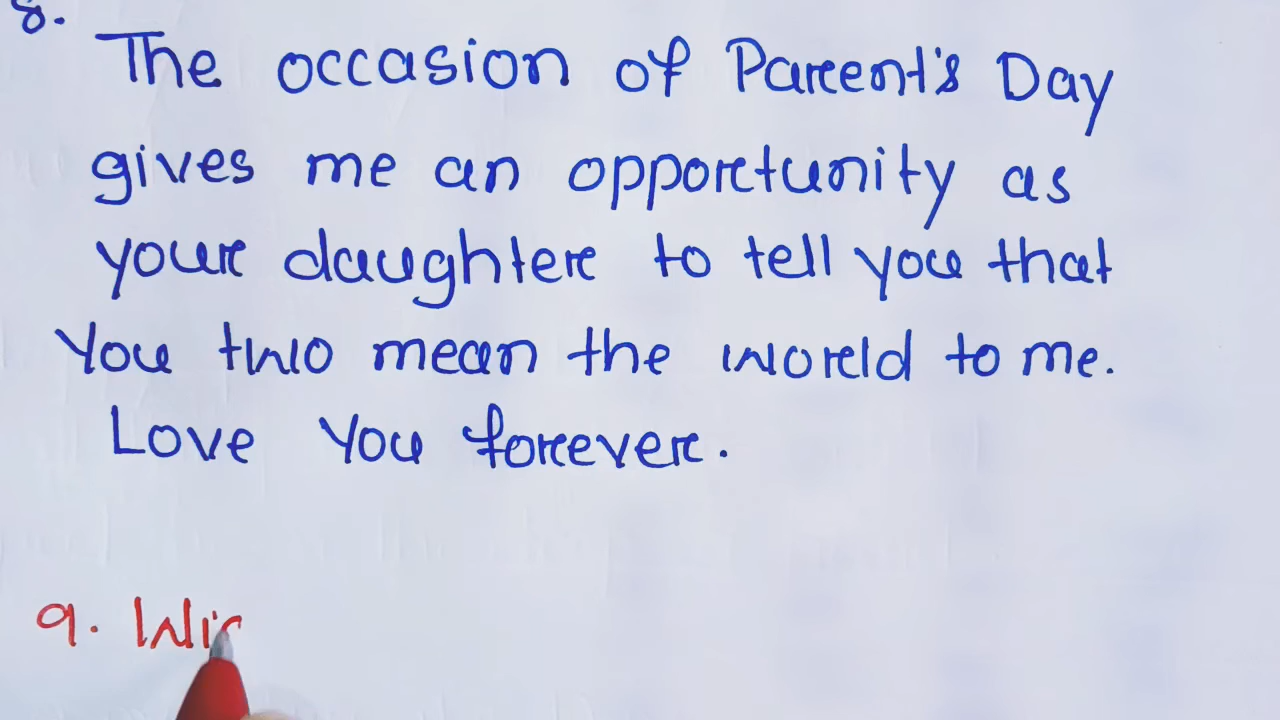 8.
The occasion of Parent's Day
gives me an opportunity as
your daughter to tell you that
You two mean the world to me.
Love You forever.
9.